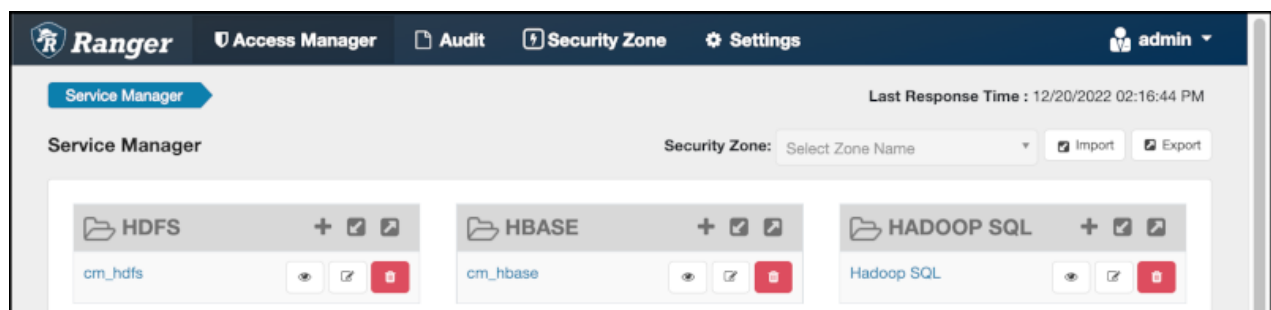 Ranger Access Manager Audit Security Zone Settings admin
Service Manager Last Response Time : 12/20/2022 02:16:44 PM
Service Manager Security Zone: Select Zone Name Import Export
HDFS HBASE HADOOP SQL
cm_hdfs cm_hbase Hadoop SQL